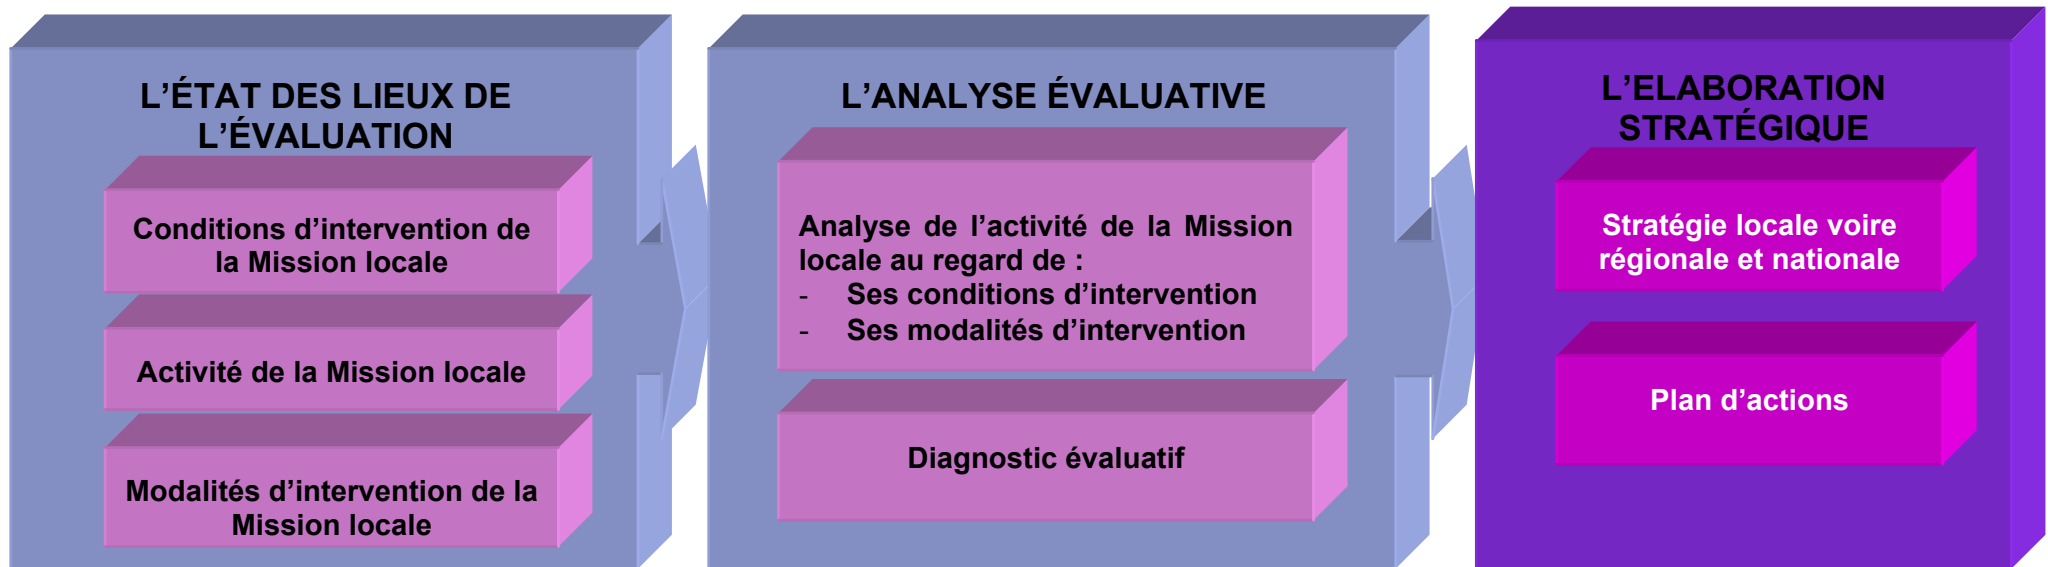 L’ÉTAT DES LIEUX DE
L’ÉVALUATION
Conditions d’intervention de
la Mission locale
Activité de la Mission locale
Modalités d’intervention de la
Mission locale
L’ANALYSE ÉVALUATIVE
Analyse de l’activité de la Mission
locale au regard de :
- Ses conditions d’intervention
- Ses modalités d’intervention
Diagnostic évaluatif
L’ELABORATION
STRATÉGIQUE
Stratégie locale voire
régionale et nationale
Plan d’actions